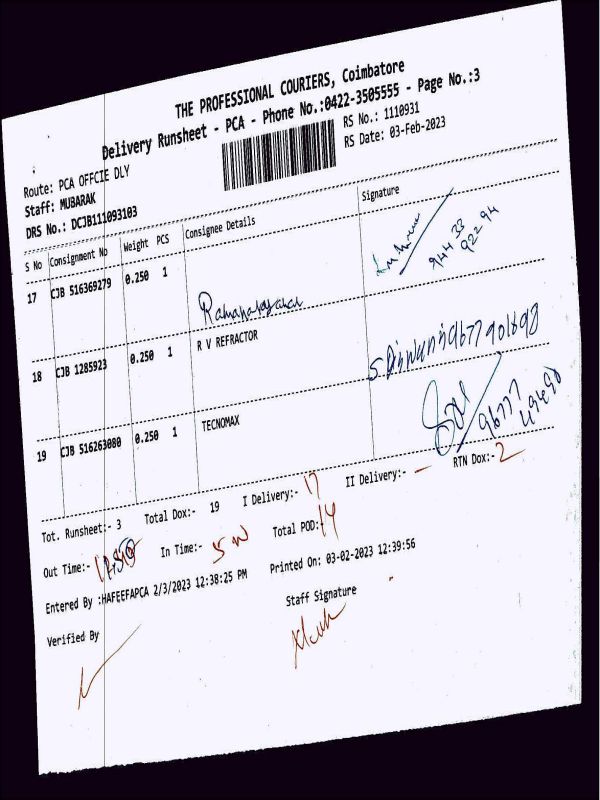 THE PROFESSIONAL COURIERS, Coimbatore
Delivery Runsheet - PCA - Phone No.:0422-3505555 - Page No.:3
Route: PCA OFFCIE DLY
RS No.: 1110931
Staff: MUBARAK
RS Date: 03-Feb-2023
DRS No.: DCJB111093103
S No Consignment No Weight PCS Consignee Details Signature
17 CJB 516369279 0.250 1
94433
92294
Ramanarayanan
18 CJB 1285923 0.250 1 R V REFRACTOR
9677901898
19 CJB 516263080 0.250 1 TECNOMAX
96777
49490
Tot. Runsheet:- 3 Total Dox:- 19 I Delivery:- 17 II Delivery:- – RTN Dox:- 2
Out Time:- In Time:- Total POD:- 14
Entered By :HAFEEFAPCA 2/3/2023 12:38:25 PM Printed On: 03-02-2023 12:39:56
Verified By Staff Signature